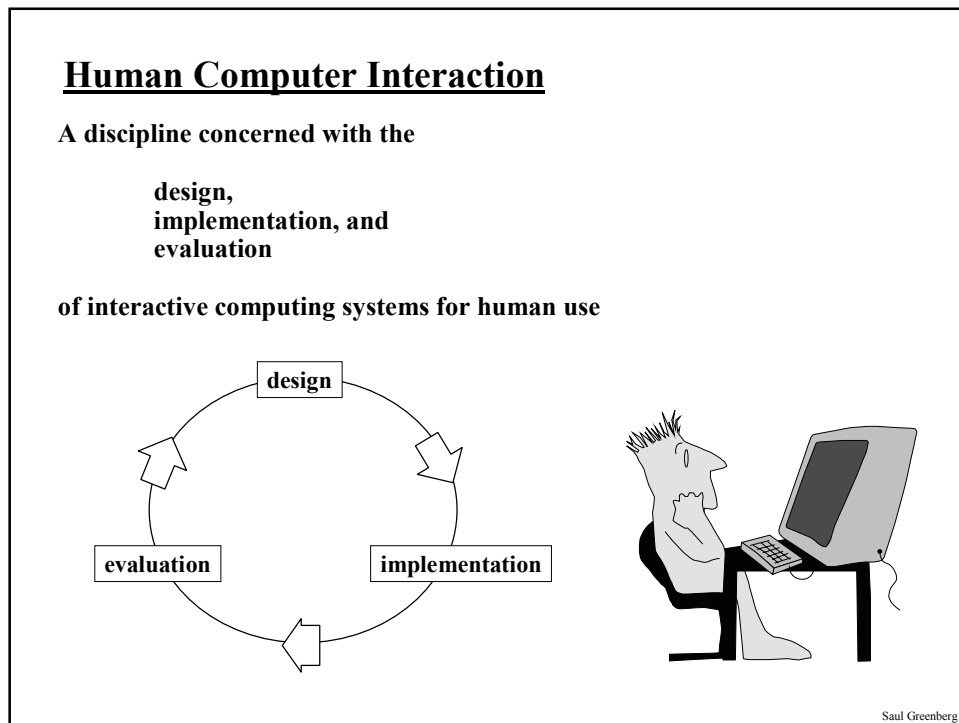 Human Computer Interaction
A discipline concerned with the
design,
implementation, and
evaluation
of interactive computing systems for human use
design
evaluation
implementation
Saul Greenberg